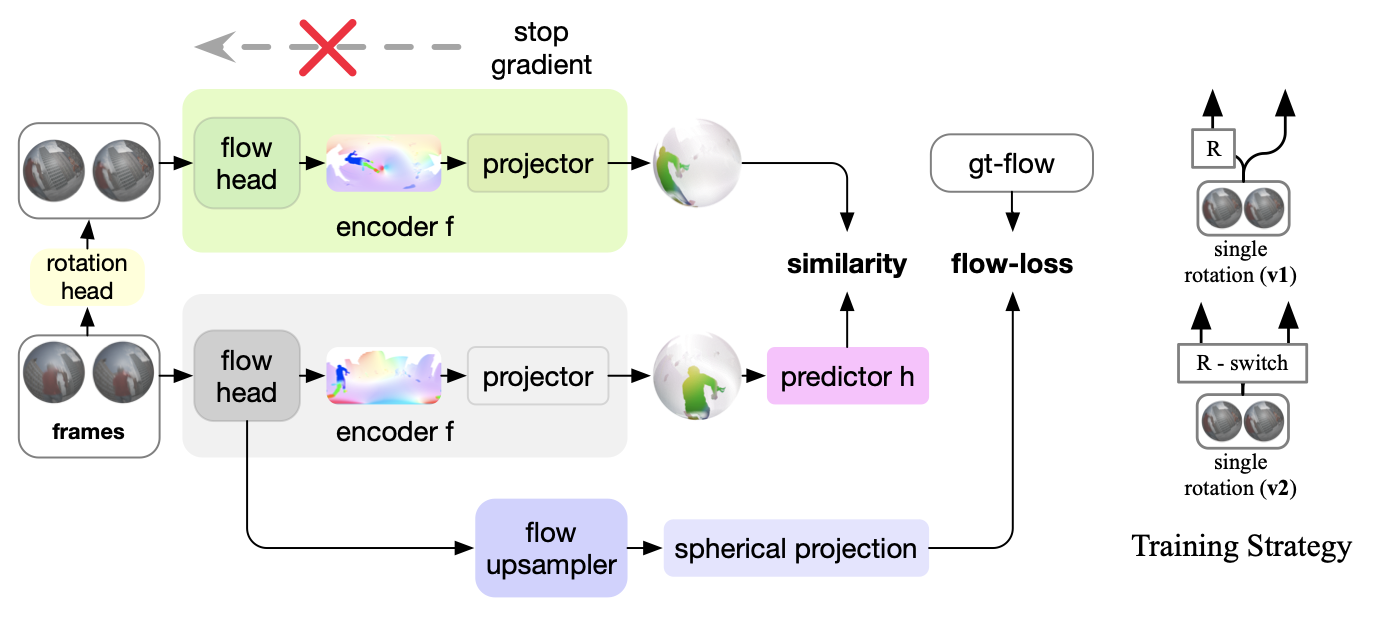 stop
gradient
flow
head
projector
encoder f
gt-flow
rotation
head
similarity
flow-loss
frames
flow
head
projector
encoder f
predictor h
flow
upsampler
spherical projection
R
single
rotation (v1)
R - switch
single
rotation (v2)
Training Strategy